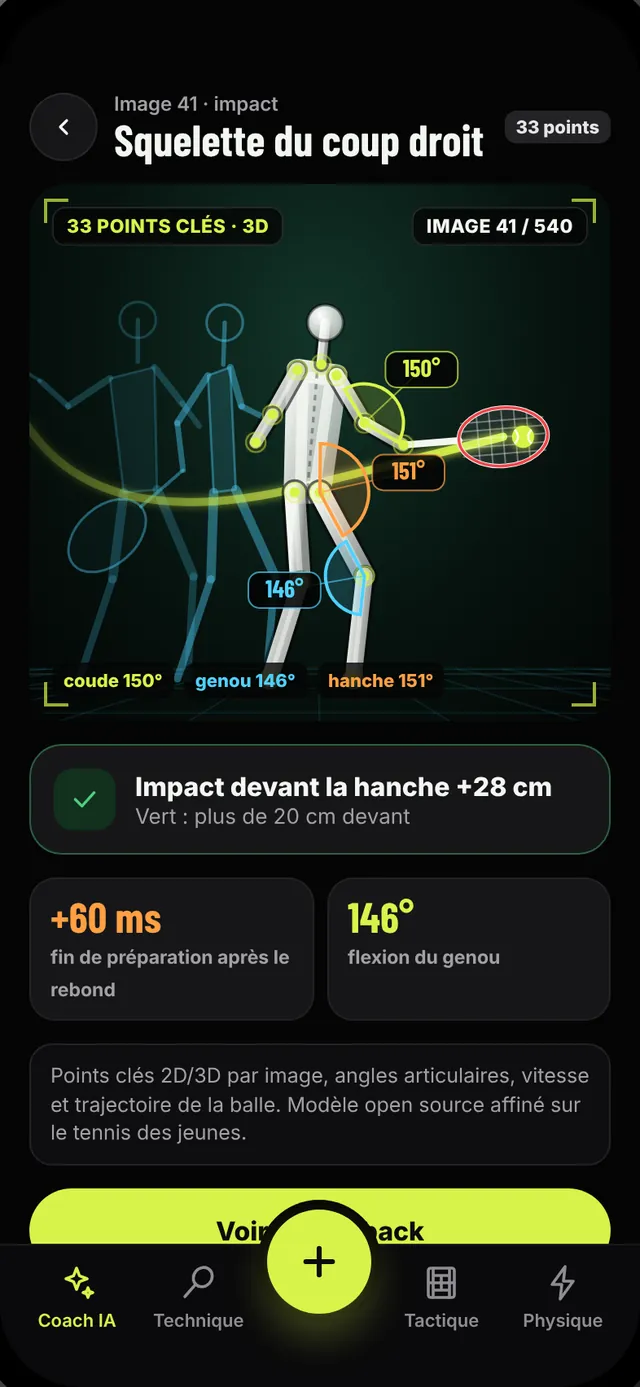 Image 41 · impact
Squelette du coup droit
33 points
33 POINTS CLÉS · 3D
IMAGE 41 / 540
150°
151°
146°
coude 150°
genou 146°
hanche 151°
Impact devant la hanche +28 cm
Vert : plus de 20 cm devant
+60 ms
fin de préparation après le
rebond
146°
flexion du genou
Points clés 2D/3D par image, angles articulaires, vitesse
et trajectoire de la balle. Modèle open source affiné sur
le tennis des jeunes.
Coach IA
Technique
Tactique
Physique